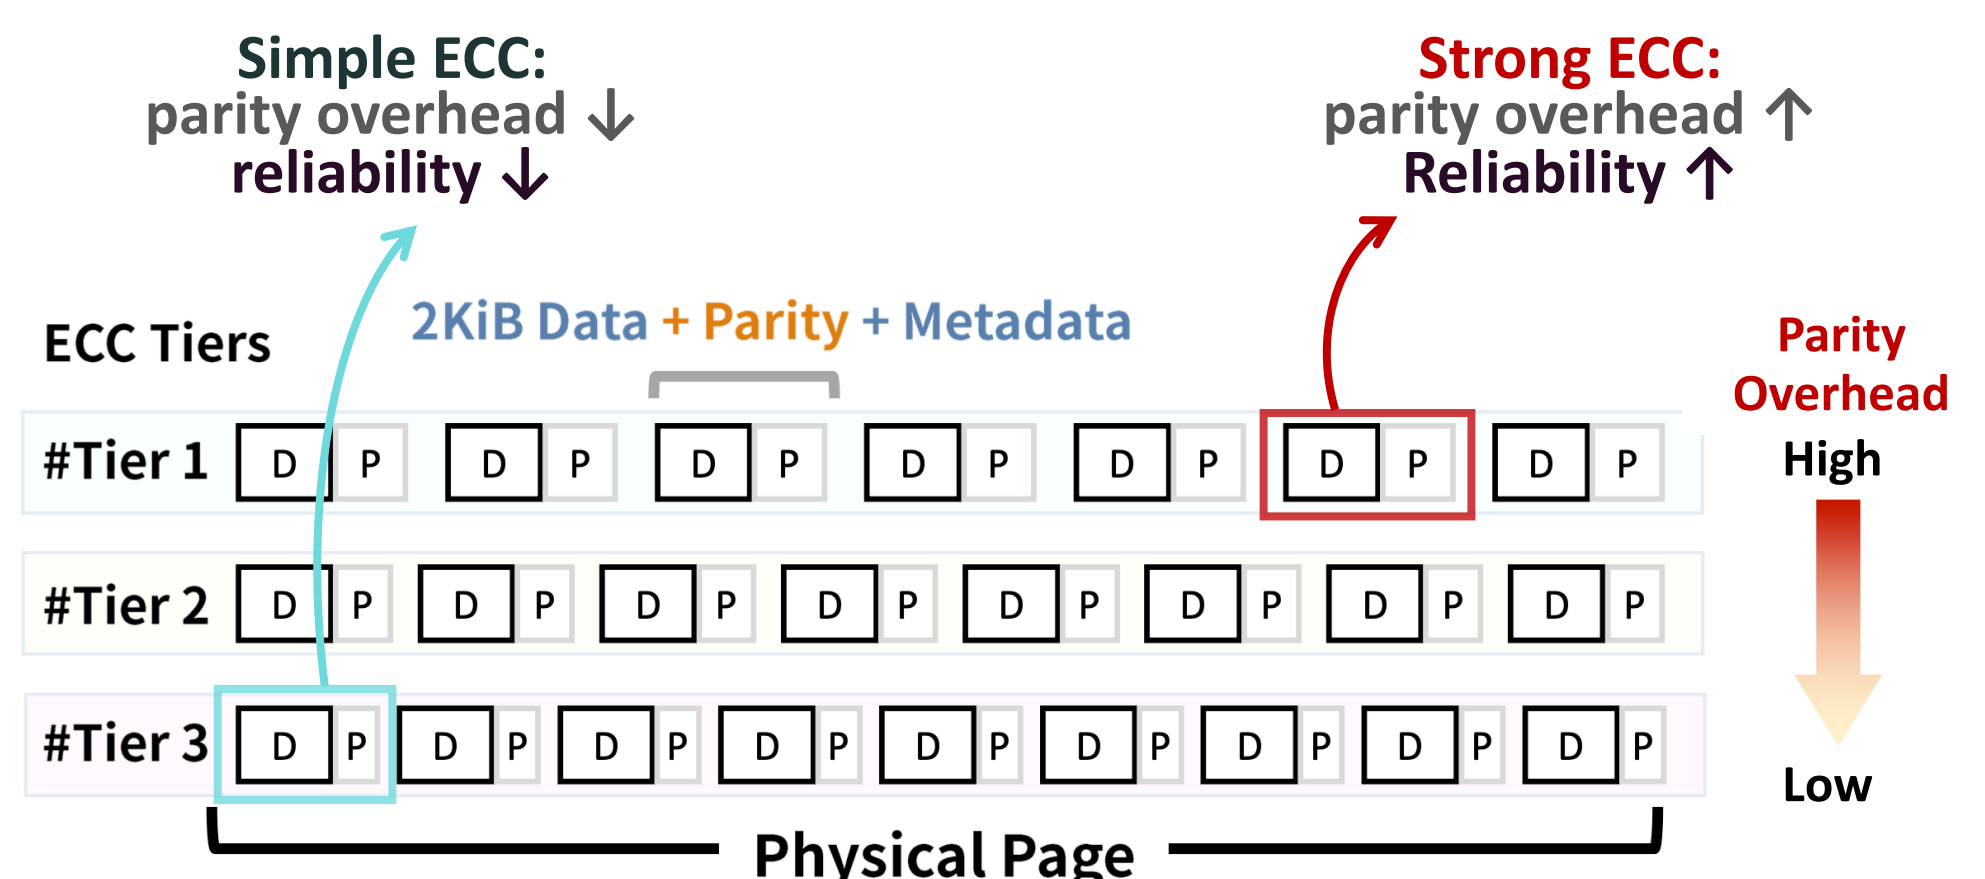 Simple ECC:
parity overhead ↓
reliability ↓
Strong ECC:
parity overhead ↑
Reliability ↑
ECC Tiers
2KiB Data + Parity + Metadata
Parity
Overhead
High
Low
#Tier 1 D P D P D P D P D P D P D P
#Tier 2 D P D P D P D P D P D P D P D P
#Tier 3 D P D P D P D P D P D P D P D P D P
Physical Page